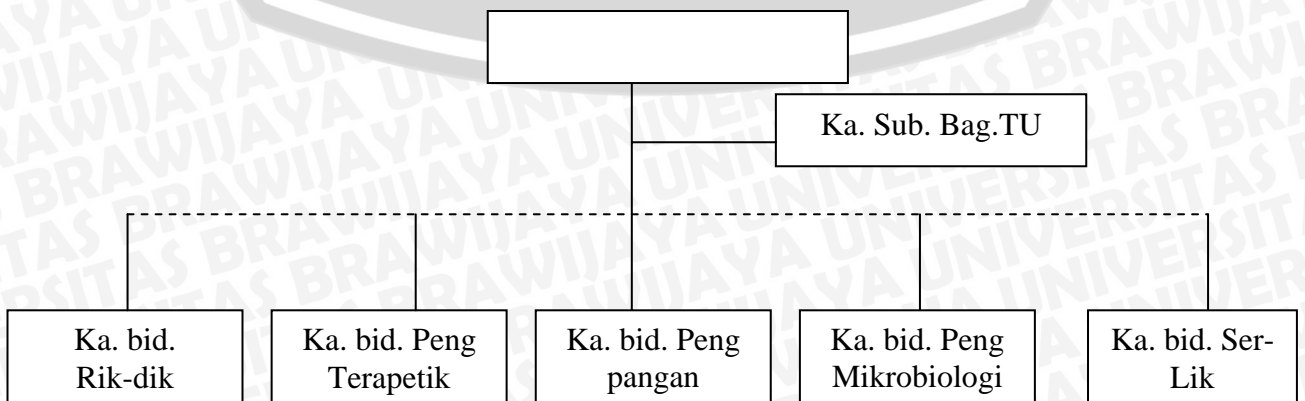 Ka. Sub. Bag.TU
Ka. bid.
Rik-dik
Ka. bid. Peng
Terapetik
Ka. bid. Peng
pangan
Ka. bid. Peng
Mikrobiologi
Ka. bid. Ser-
Lik